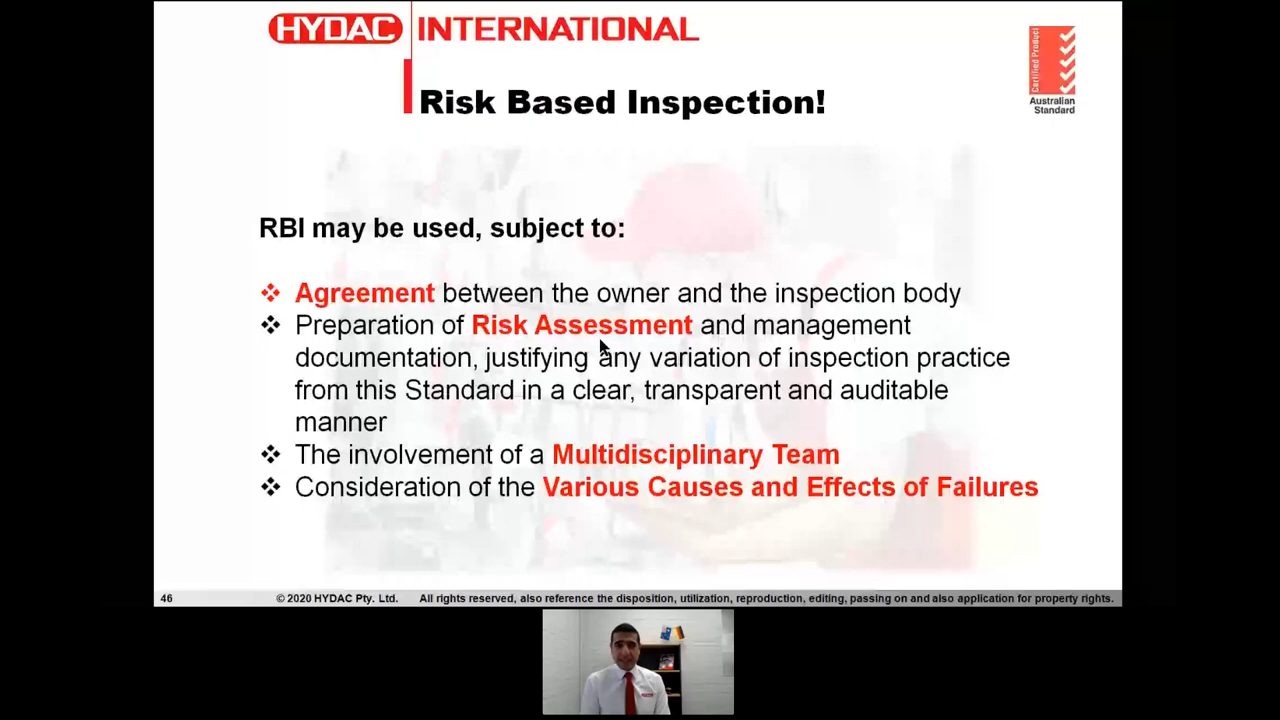 HYDAC INTERNATIONAL
Certified Product
Australian
Standard
Risk Based Inspection!
RBI may be used, subject to:
❖ Agreement between the owner and the inspection body
❖ Preparation of Risk Assessment and management
documentation, justifying any variation of inspection practice
from this Standard in a clear, transparent and auditable
manner
❖ The involvement of a Multidisciplinary Team
❖ Consideration of the Various Causes and Effects of Failures
46 © 2020 HYDAC Pty. Ltd. All rights reserved, also reference the disposition, utilization, reproduction, editing, passing on and also application for property rights.